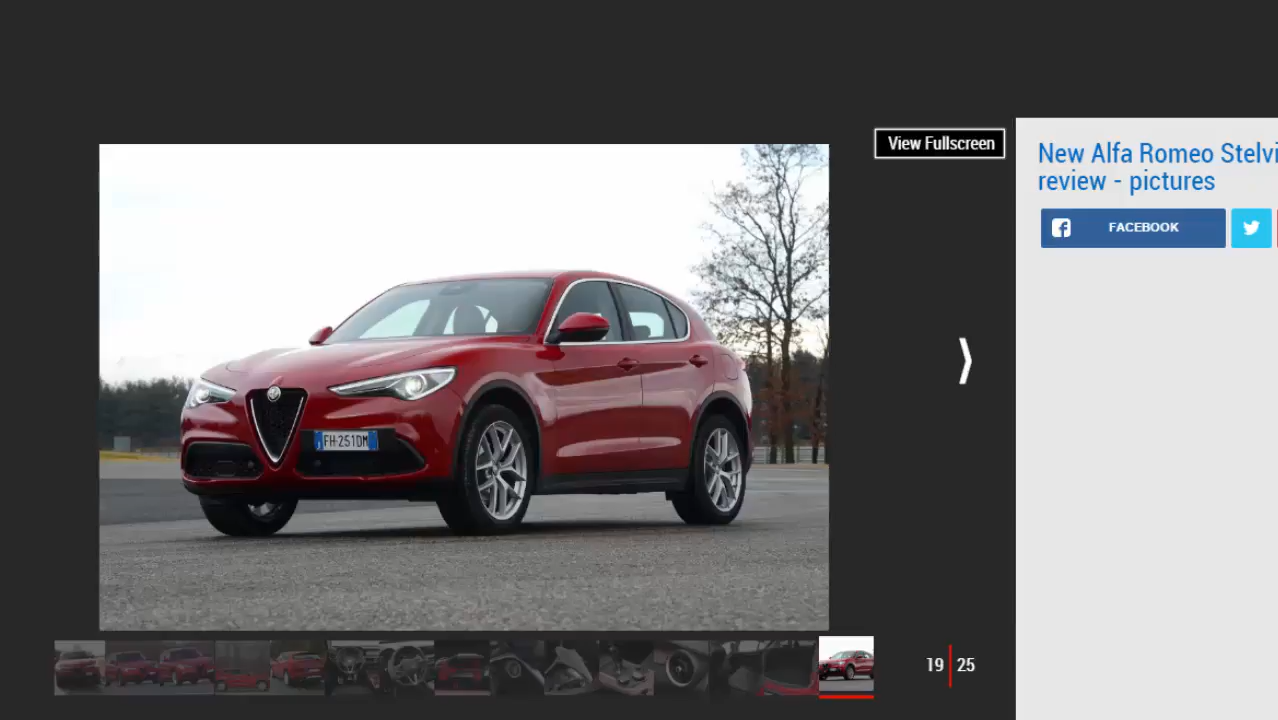 View Fullscreen
New Alfa Romeo Stelvi
review - pictures
FACEBOOK
FH·251DM
19 25